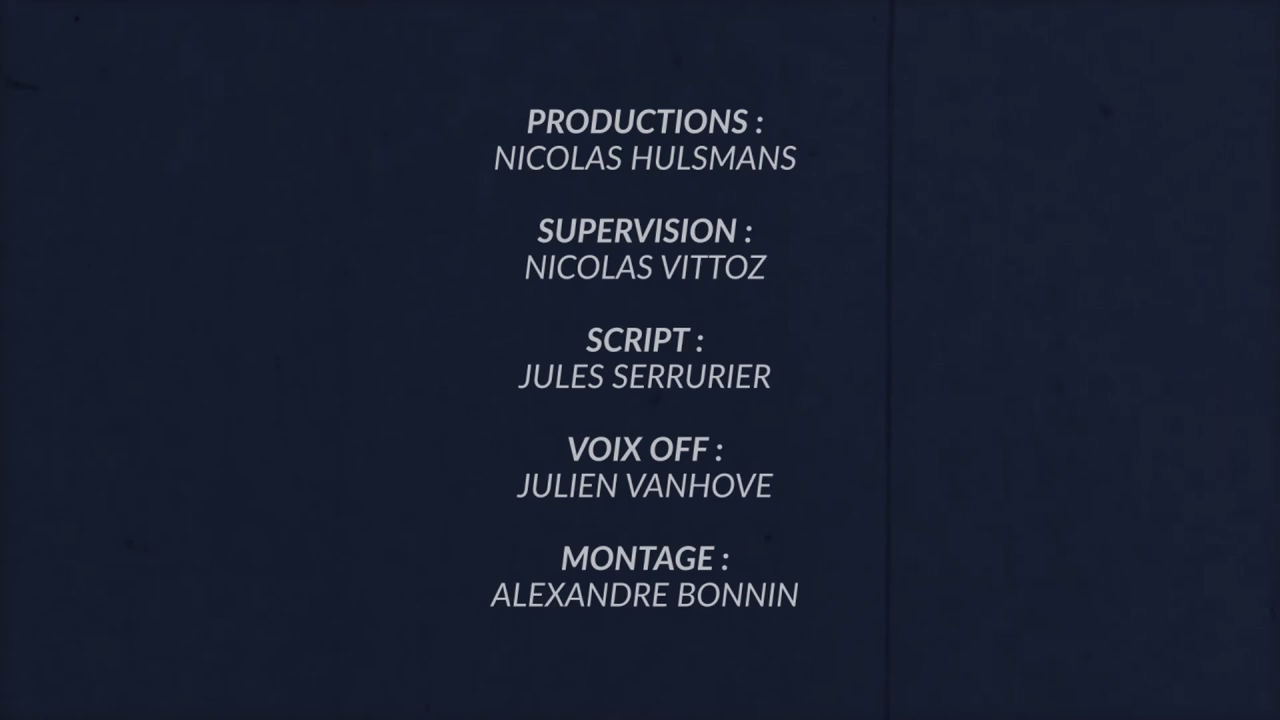 PRODUCTIONS :
NICOLAS HULSMANS
SUPERVISION :
NICOLAS VITTOZ
SCRIPT :
JULES SERRURIER
VOIX OFF :
JULIEN VANHOVE
MONTAGE :
ALEXANDRE BONNIN